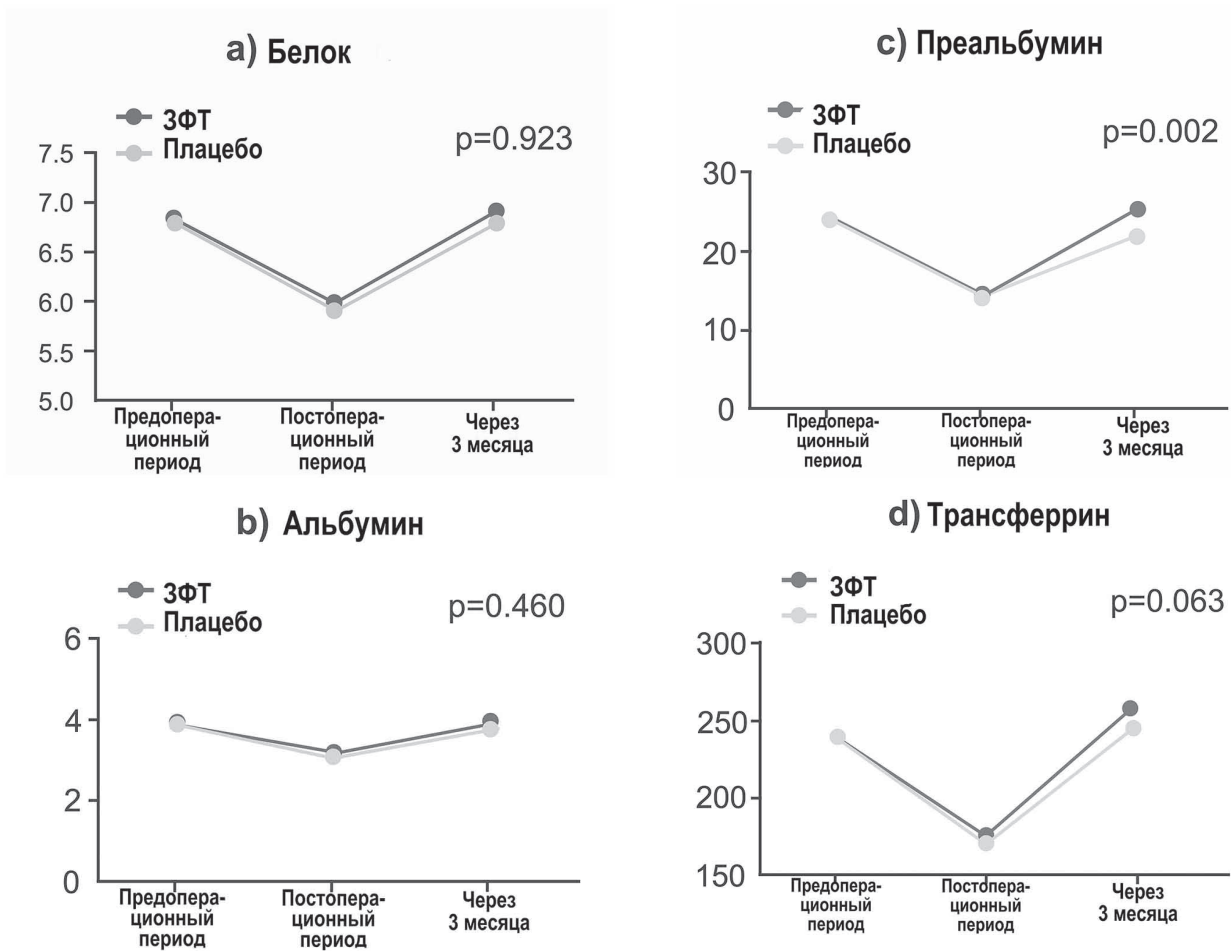 a) Белок
ЗФТ
Плацебо
p=0.923
7.5
7.0
6.5
6.0
5.5
5.0
Предопера-
ционный
период
Постопера-
ционный
период
Через
3 месяца
c) Преальбумин
ЗФТ
Плацебо
p=0.002
30
20
10
0
Предопера-
ционный
период
Постопера-
ционный
период
Через
3 месяца
b) Альбумин
ЗФТ
Плацебо
p=0.460
6
4
2
0
Предопера-
ционный
период
Постопера-
ционный
период
Через
3 месяца
d) Трансферрин
ЗФТ
Плацебо
p=0.063
300
250
200
150
Предопера-
ционный
период
Постопера-
ционный
период
Через
3 месяца